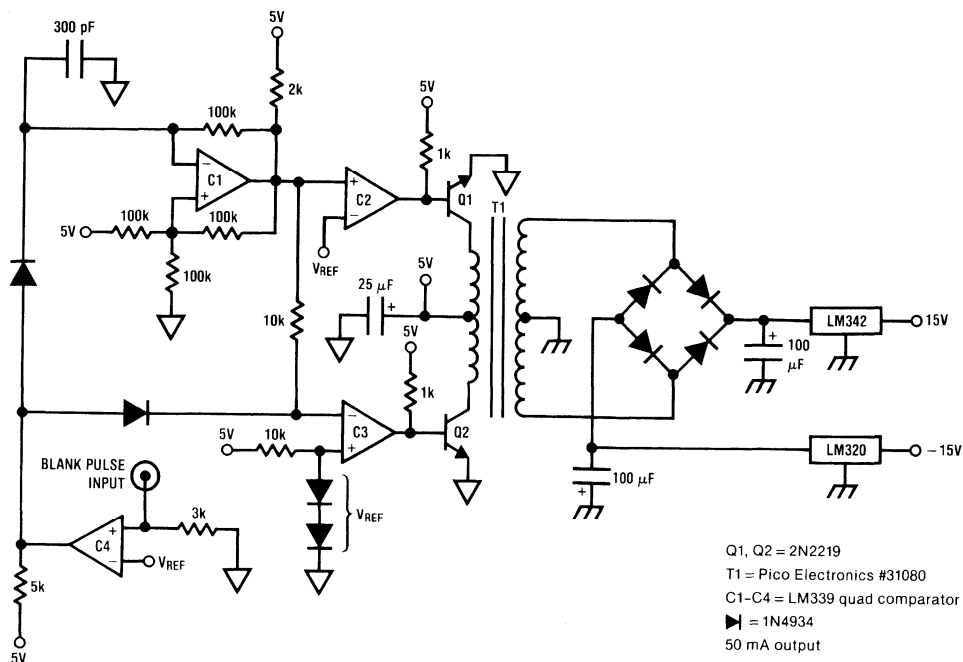 5V
300 pF
2k
5V
100k
1k
−
C1
+
+
C2
−
Q1
T1
100k
100k
5V
VREF
100k
25 μF
5V
+
LM342
15V
10k
5V
+
100
μF
1k
−
C3
+
Q2
5V
10k
LM320
−15V
BLANK PULSE
INPUT
100 μF
+
VREF
3k
+
C4
−
VREF
5k
5V
Q1, Q2 = 2N2219
T1 = Pico Electronics #31080
C1-C4 = LM339 quad comparator
= 1N4934
50 mA output